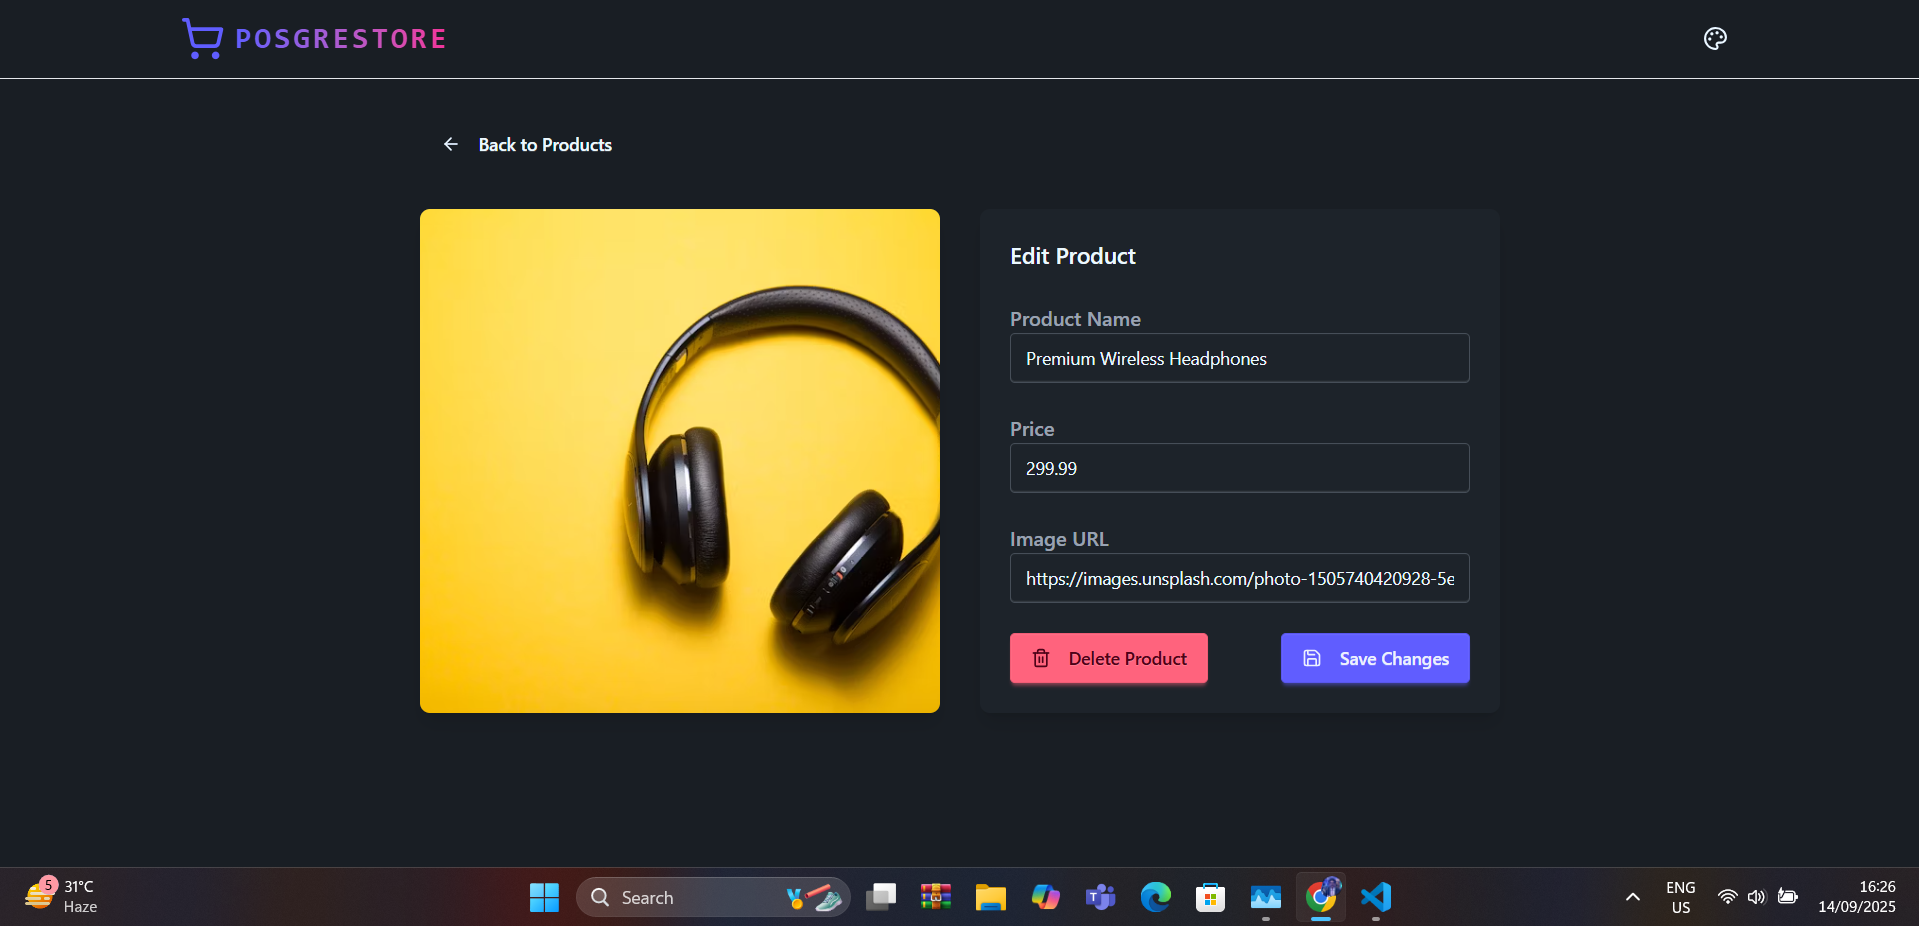 POSGRESTORE
Back to Products
Edit Product
Product Name
Premium Wireless Headphones
Price
299.99
Image URL
https://images.unsplash.com/photo-1505740420928-5e
Delete Product
Save Changes
5
31°C
Haze
Search
ENG
US
16:26
14/09/2025